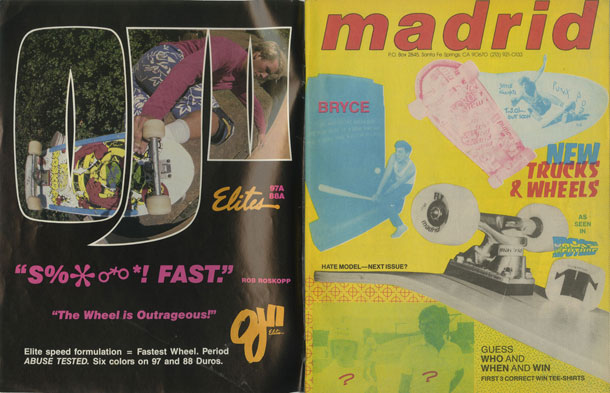 OJ II
Elites 97A
88A
"S%*♂*! FAST."
ROB ROSKOPP
"The Wheel is Outrageous!"
OJII
Elites
Elite speed formulation = Fastest Wheel. Period
ABUSE TESTED. Six colors on 97 and 88 Duros.
madrid
P.O. Box 2845, Santa Fe Springs, CA 90670
BRYCE
NEW
TRUCKS
& WHEELS
AS
SEEN
IN
HATE MODEL—NEXT ISSUE?
GUESS
WHO AND
WHEN AND WIN
FIRST 3 CORRECT WIN TEE-SHIRTS
?
?